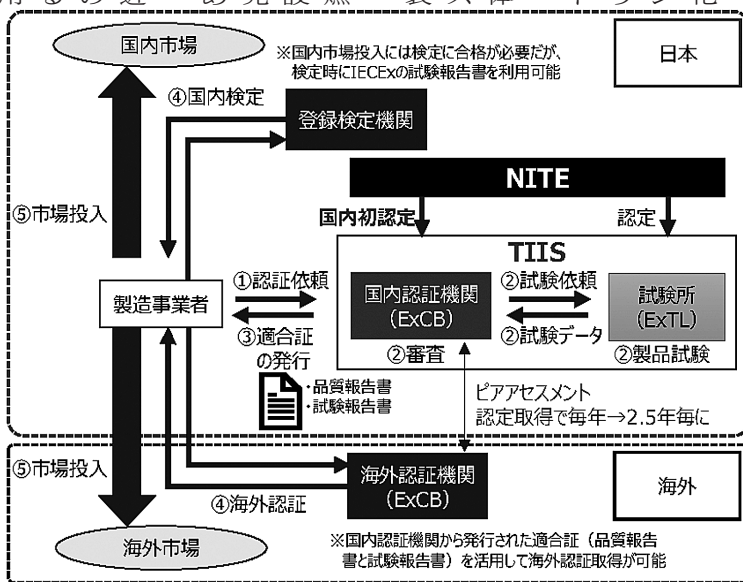 国内市場
※国内市場投入には検定に合格が必要だが、
検定時にIECExの試験報告書を利用可能
日本
④国内検定
登録検定機関
NITE
⑤市場投入
国内初認定
認定
TIIS
製造事業者
①認証依頼
国内認証機関
(ExCB)
②試験依頼
試験所
(ExTL)
③適合証
の発行
②審査
②試験データ
②製品試験
・品質報告書
・試験報告書
ピアアセスメント
認定取得で毎年→2.5年毎に
⑤市場投入
海外認証機関
(ExCB)
海外
④海外認証
海外市場
※国内認証機関から発行された適合証（品質報告
書と試験報告書）を活用して海外認証取得が可能